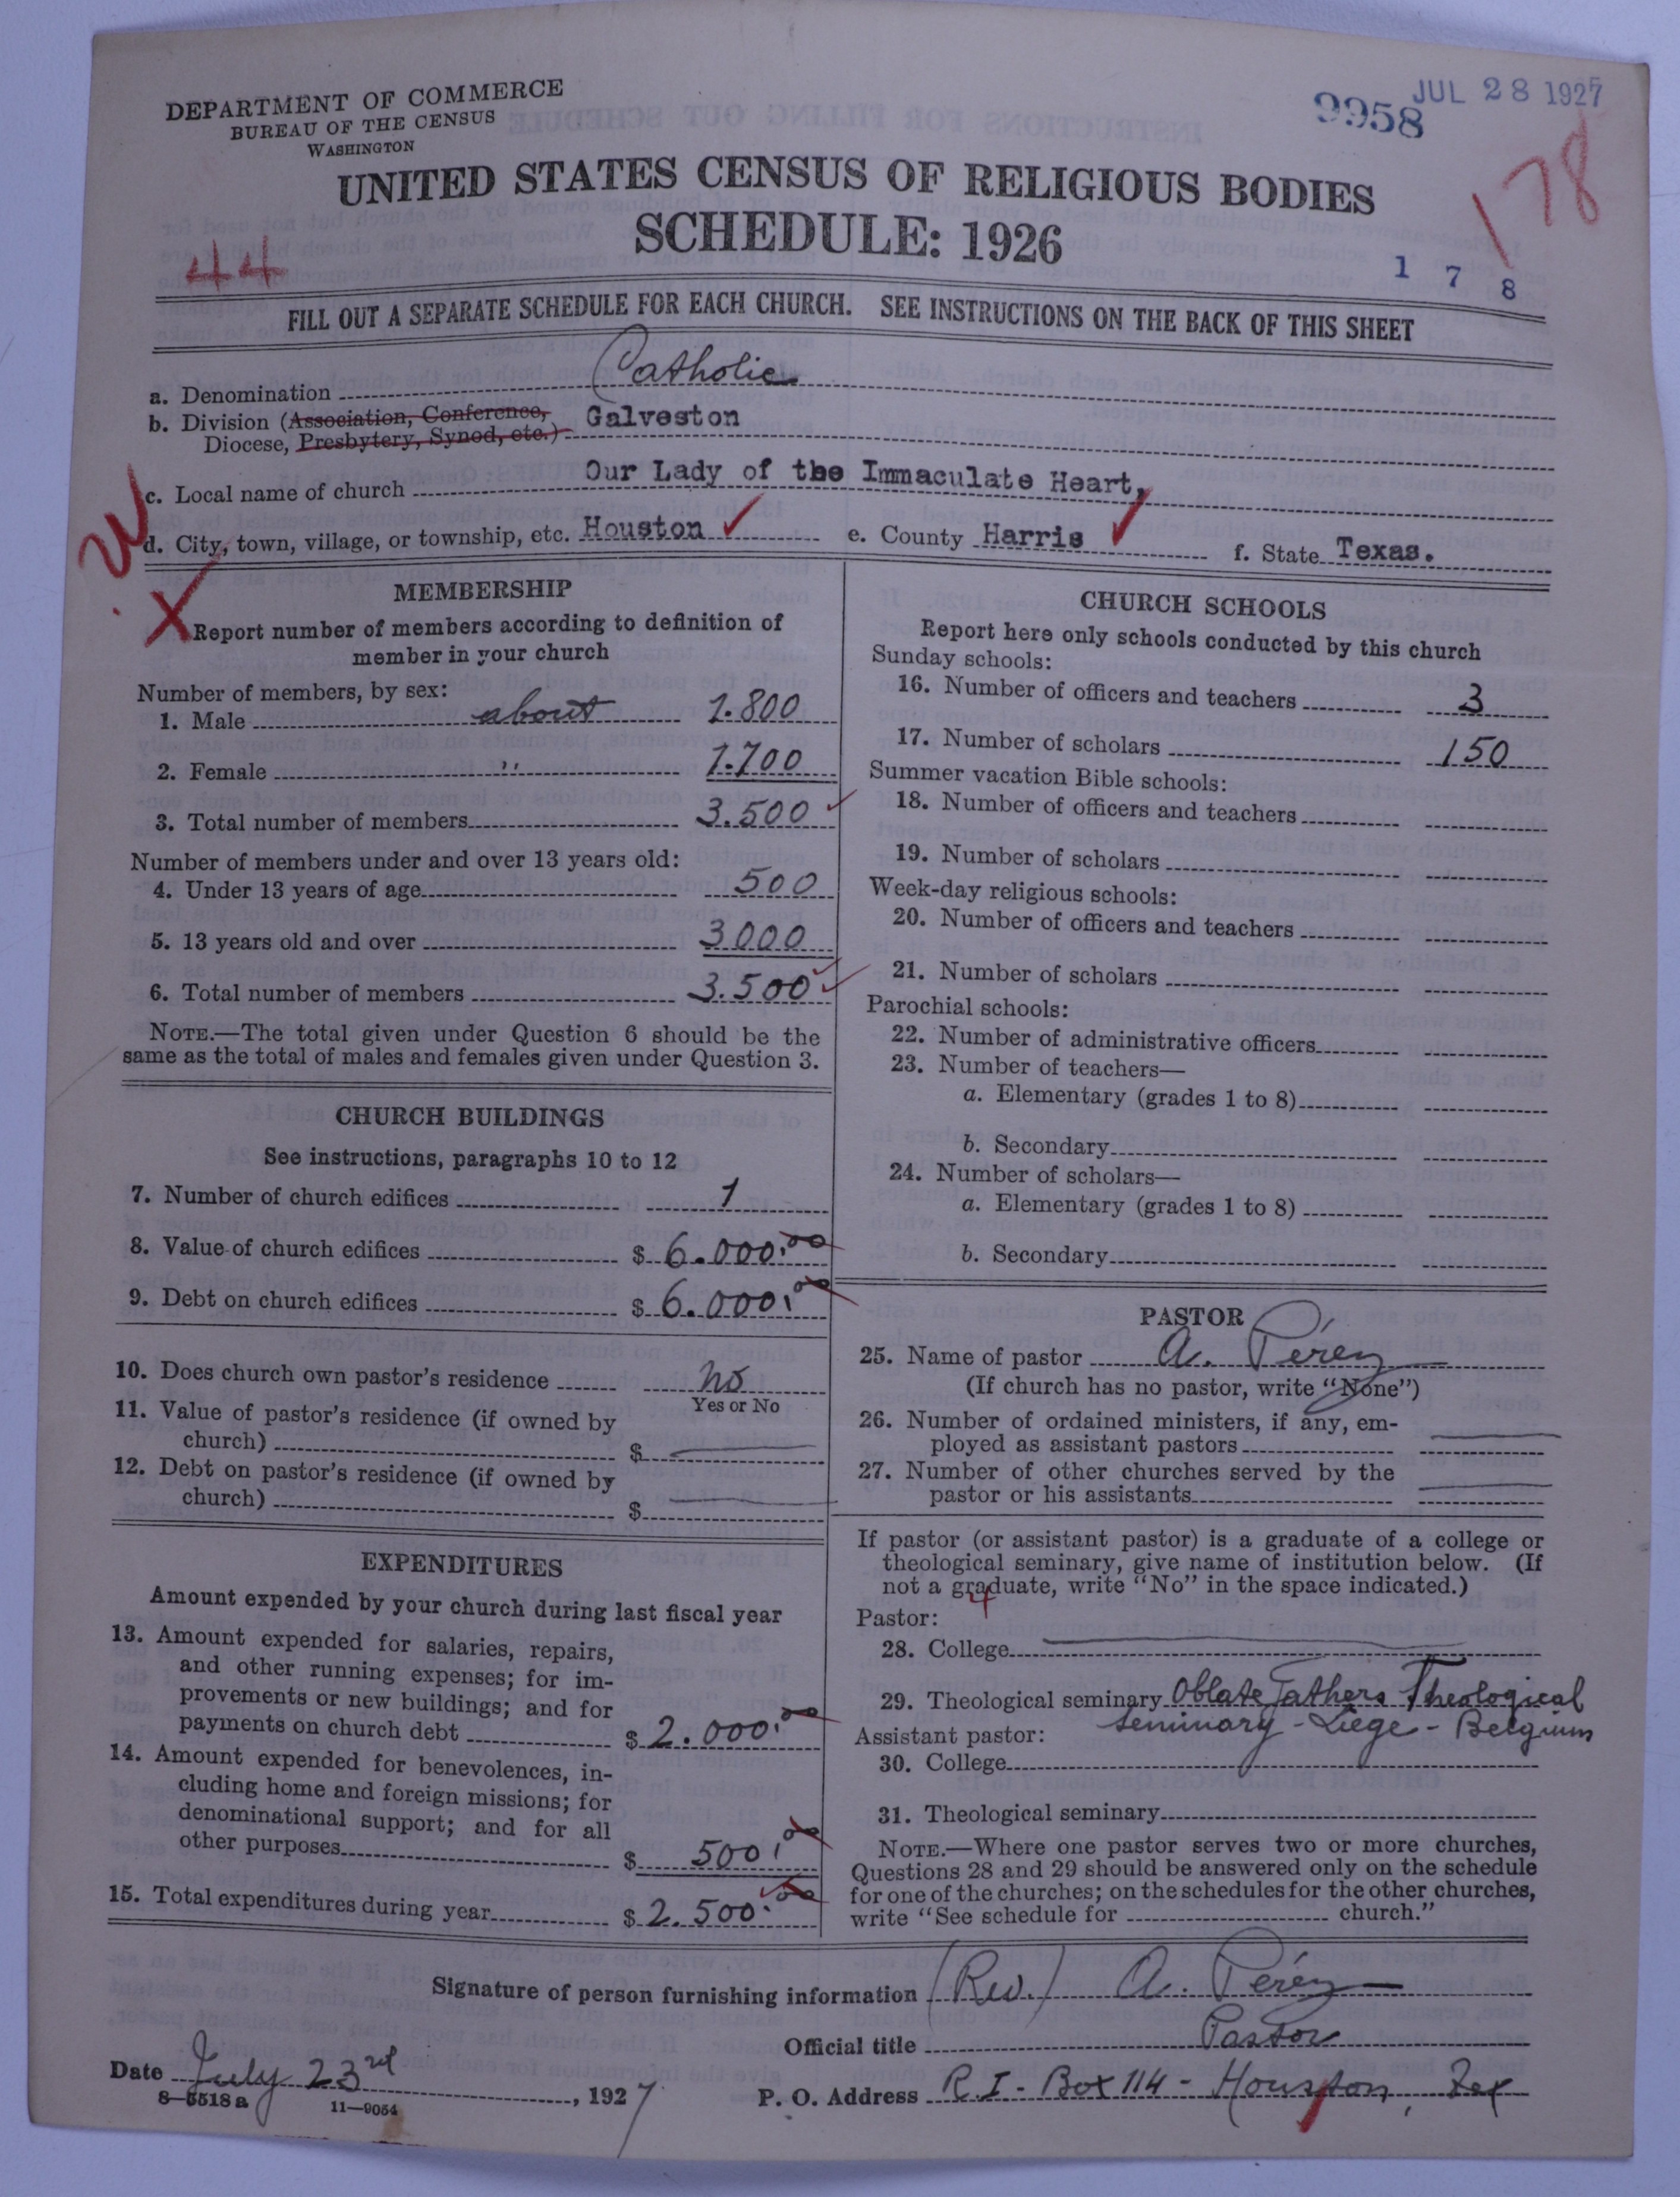 DEPARTMENT OF COMMERCE
BUREAU OF THE CENSUS
WASHINGTON
JUL 28 1927
9958
178
UNITED STATES CENSUS OF RELIGIOUS BODIES
SCHEDULE: 1926
44
1 7 8
FILL OUT A SEPARATE SCHEDULE FOR EACH CHURCH. SEE INSTRUCTIONS ON THE BACK OF THIS SHEET
a. Denomination Catholic
b. Division (Association, Conference, Diocese, Presbytery, Synod, etc.) Galveston
c. Local name of church Our Lady of the Immaculate Heart,
d. City, town, village, or township, etc. Houston e. County Harris f. State Texas.
MEMBERSHIP
Report number of members according to definition of
member in your church
Number of members, by sex:
1. Male about 1.800
2. Female " 1.700
3. Total number of members 3.500
Number of members under and over 13 years old:
4. Under 13 years of age 500
5. 13 years old and over 3000
6. Total number of members 3.500
NOTE.—The total given under Question 6 should be the
same as the total of males and females given under Question 3.
CHURCH BUILDINGS
See instructions, paragraphs 10 to 12
7. Number of church edifices 1
8. Value of church edifices $ 6.000.00
9. Debt on church edifices $ 6.000.00
10. Does church own pastor's residence no
Yes or No
11. Value of pastor's residence (if owned by
church) $
12. Debt on pastor's residence (if owned by
church) $
EXPENDITURES
Amount expended by your church during last fiscal year
13. Amount expended for salaries, repairs,
and other running expenses; for im-
provements or new buildings; and for
payments on church debt $ 2.000.00
14. Amount expended for benevolences, in-
cluding home and foreign missions; for
denominational support; and for all
other purposes $ 500.00
15. Total expenditures during year $ 2.500.00
CHURCH SCHOOLS
Report here only schools conducted by this church
Sunday schools:
16. Number of officers and teachers 3
17. Number of scholars 150
Summer vacation Bible schools:
18. Number of officers and teachers
19. Number of scholars
Week-day religious schools:
20. Number of officers and teachers
21. Number of scholars
Parochial schools:
22. Number of administrative officers
23. Number of teachers—
a. Elementary (grades 1 to 8)
b. Secondary
24. Number of scholars—
a. Elementary (grades 1 to 8)
b. Secondary
PASTOR
25. Name of pastor A. Pérez
(If church has no pastor, write "None")
26. Number of ordained ministers, if any, em-
ployed as assistant pastors
27. Number of other churches served by the
pastor or his assistants
If pastor (or assistant pastor) is a graduate of a college or
theological seminary, give name of institution below. (If
not a graduate, write "No" in the space indicated.)
4
Pastor:
28. College
29. Theological seminary Oblate Fathers Theological
seminary - Liege - Belgium
Assistant pastor:
30. College
31. Theological seminary
NOTE.—Where one pastor serves two or more churches,
Questions 28 and 29 should be answered only on the schedule
for one of the churches; on the schedules for the other churches,
write "See schedule for church."
Signature of person furnishing information (Rev.) A. Pérez
Official title Pastor
Date July 23rd, 1927 P. O. Address R.I - Box 114 - Houston, Tex
8—5518a 11—9054